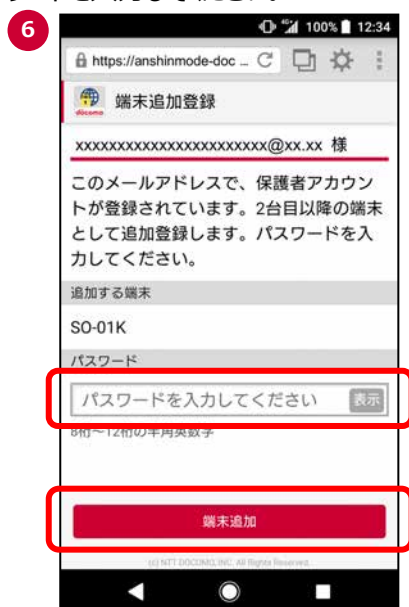 6
4G 100% 12:34
https://anshinmode-doc ...
docomo
端末追加登録
xxxxxxxxxxxxxxxxxxxxxxxx@xx.xx 様
このメールアドレスで、保護者アカウン
トが登録されています。2台目以降の端末
として追加登録します。パスワードを入
力してください。
追加する端末
SO-01K
パスワード
パスワードを入力してください 表示
8桁～12桁の半角英数字
端末追加
(c) NTT DOCOMO, INC. All Rights Reserved.